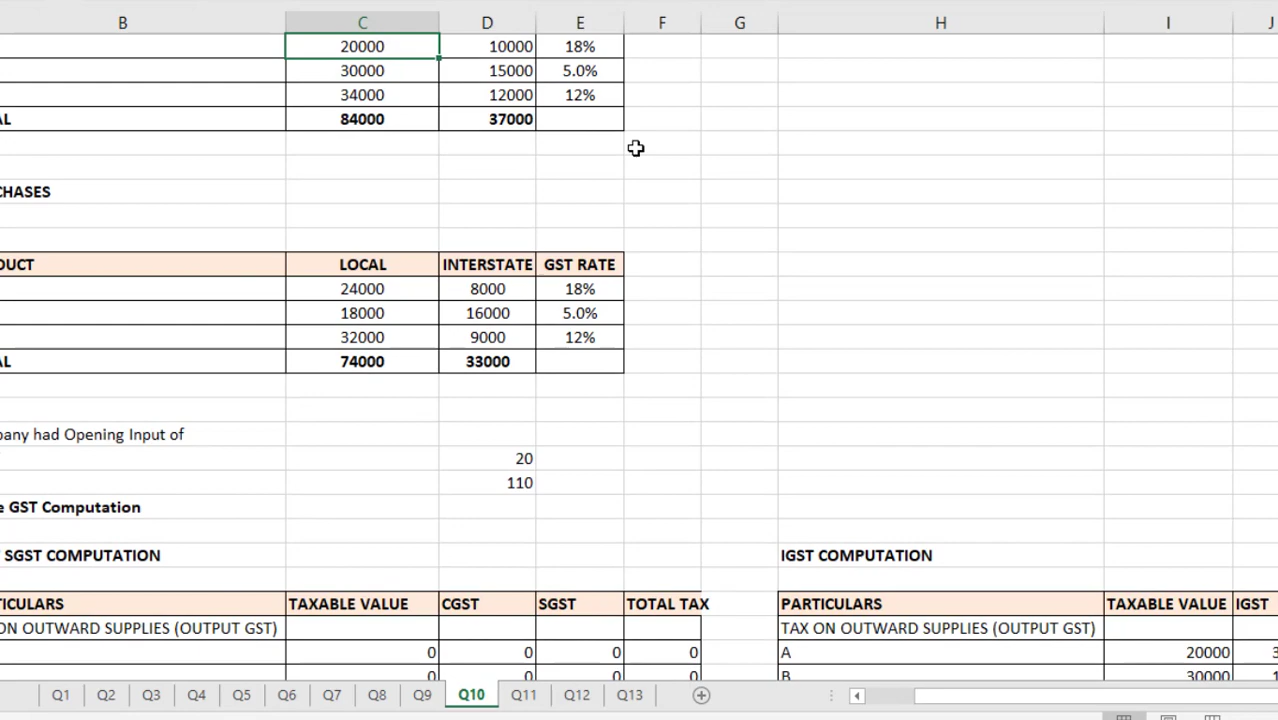 B C D E F G H I J
20000 10000 18%
30000 15000 5.0%
34000 12000 12%
AL 84000 37000
CHASES
DUCT LOCAL INTERSTATE GST RATE
24000 8000 18%
18000 16000 5.0%
32000 9000 12%
AL 74000 33000
pany had Opening Input of
20
110
e GST Computation
SGST COMPUTATION IGST COMPUTATION
TICULARS TAXABLE VALUE CGST SGST TOTAL TAX PARTICULARS TAXABLE VALUE IGST
ON OUTWARD SUPPLIES (OUTPUT GST) TAX ON OUTWARD SUPPLIES (OUTPUT GST)
0 0 0 0 A 20000 3
0 0 0 0 B 30000 1
Q1 Q2 Q3 Q4 Q5 Q6 Q7 Q8 Q9 Q10 Q11 Q12 Q13